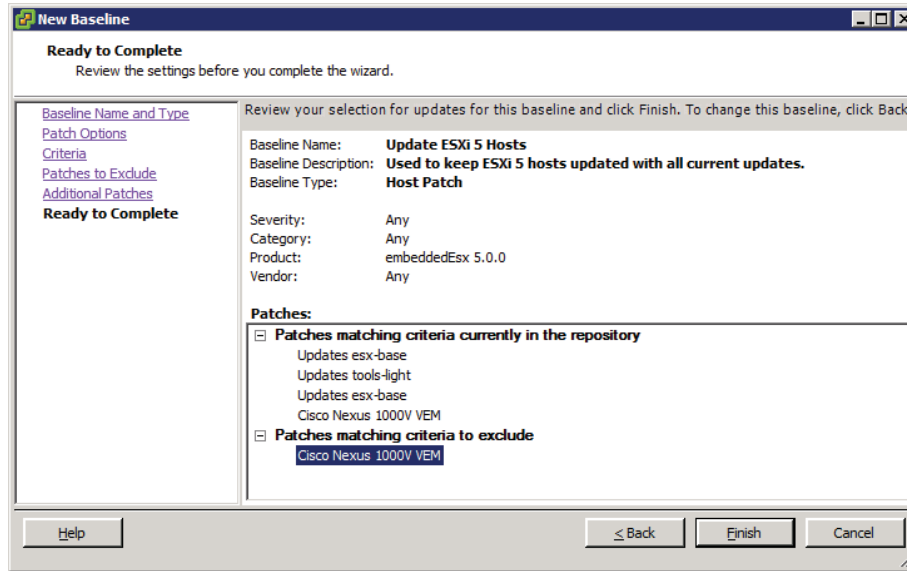 New Baseline
Ready to Complete
Review the settings before you complete the wizard.
Baseline Name and Type
Patch Options
Criteria
Patches to Exclude
Additional Patches
Ready to Complete
Review your selection for updates for this baseline and click Finish. To change this baseline, click Back
Baseline Name: Update ESXi 5 Hosts
Baseline Description: Used to keep ESXi 5 hosts updated with all current updates.
Baseline Type: Host Patch
Severity: Any
Category: Any
Product: embeddedEsx 5.0.0
Vendor: Any
Patches:
Patches matching criteria currently in the repository
Updates esx-base
Updates tools-light
Updates esx-base
Cisco Nexus 1000V VEM
Patches matching criteria to exclude
Cisco Nexus 1000V VEM
Help
< Back
Finish
Cancel